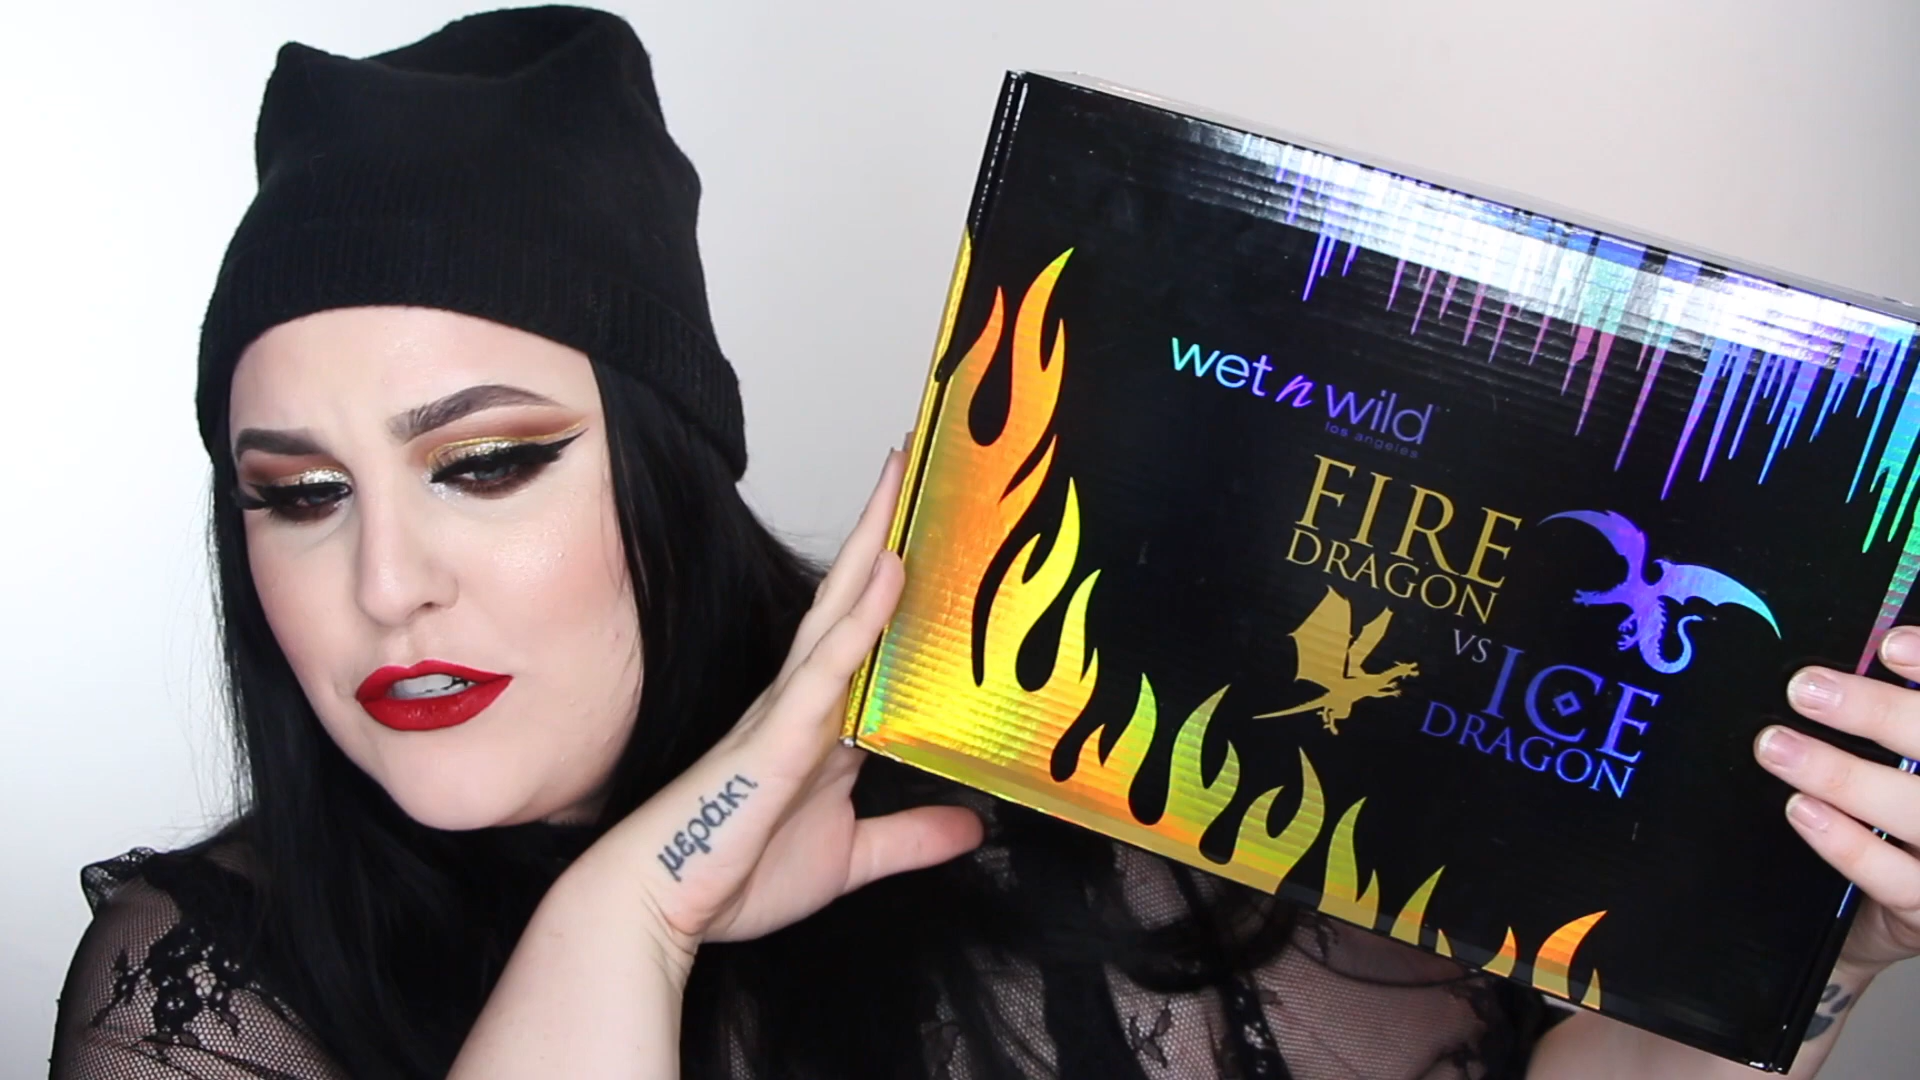 μεράκι
wet n wild
los angeles
FIRE
DRAGON
VS
ICE
DRAGON